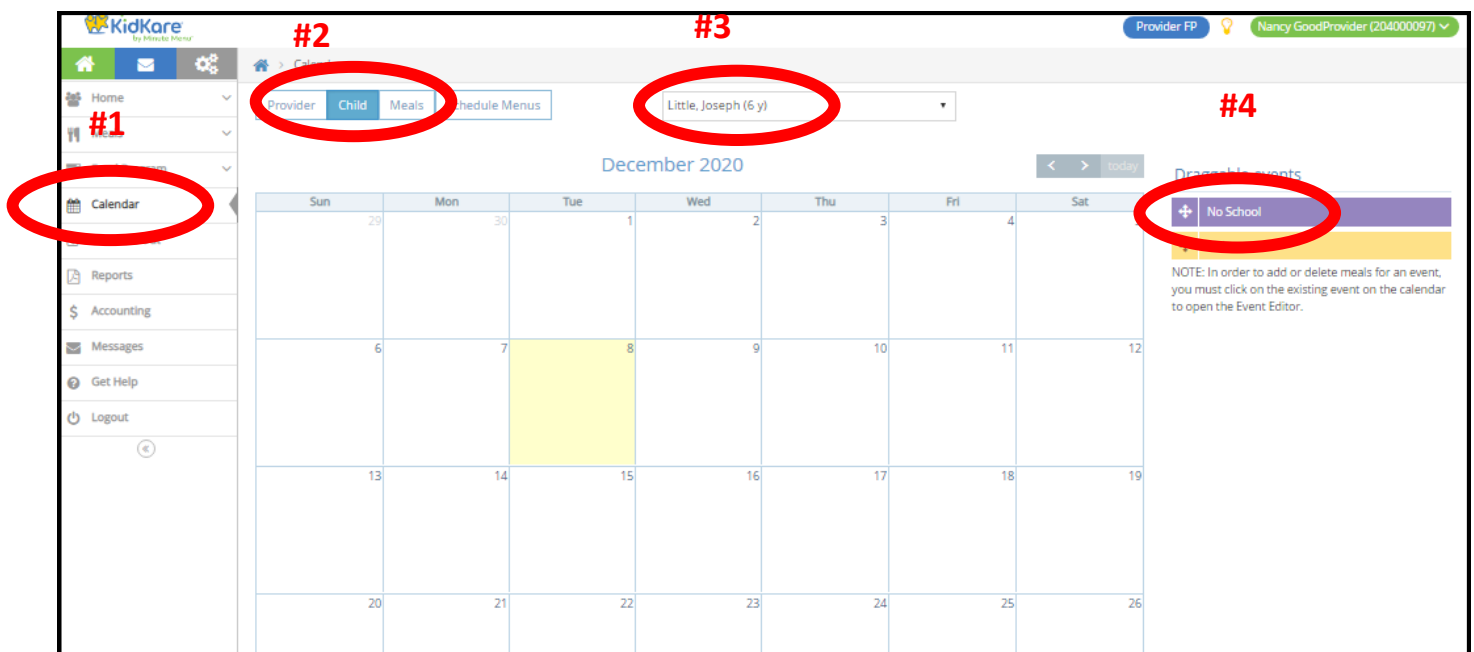 KidKare
by Minute Menu
#2
#3
Provider FP
Nancy GoodProvider (204000097)
Home
#1
Calendar
Reports
$ Accounting
Messages
Get Help
Logout
Provider Child Meals Schedule Menus
Little, Joseph (6 y)
#4
December 2020
< > today
Draggable events
No School
NOTE: In order to add or delete meals for an event,
you must click on the existing event on the calendar
to open the Event Editor.
Sun Mon Tue Wed Thu Fri Sat
29 30 1 2 3 4
6 7 8 9 10 11 12
13 14 15 16 17 18 19
20 21 22 23 24 25 26